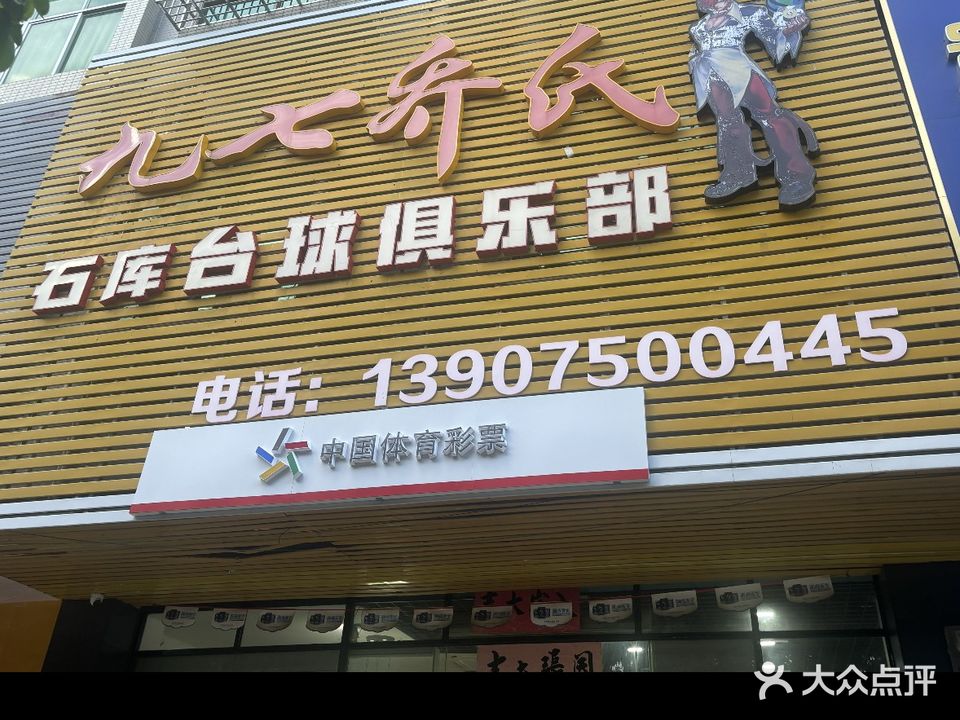 九七乔氏
石库台球俱乐部
电话：13907500445
中国体育彩票
大众点评